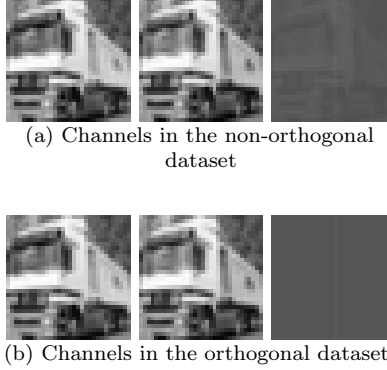 (a) Channels in the non-orthogonal
dataset
(b) Channels in the orthogonal dataset